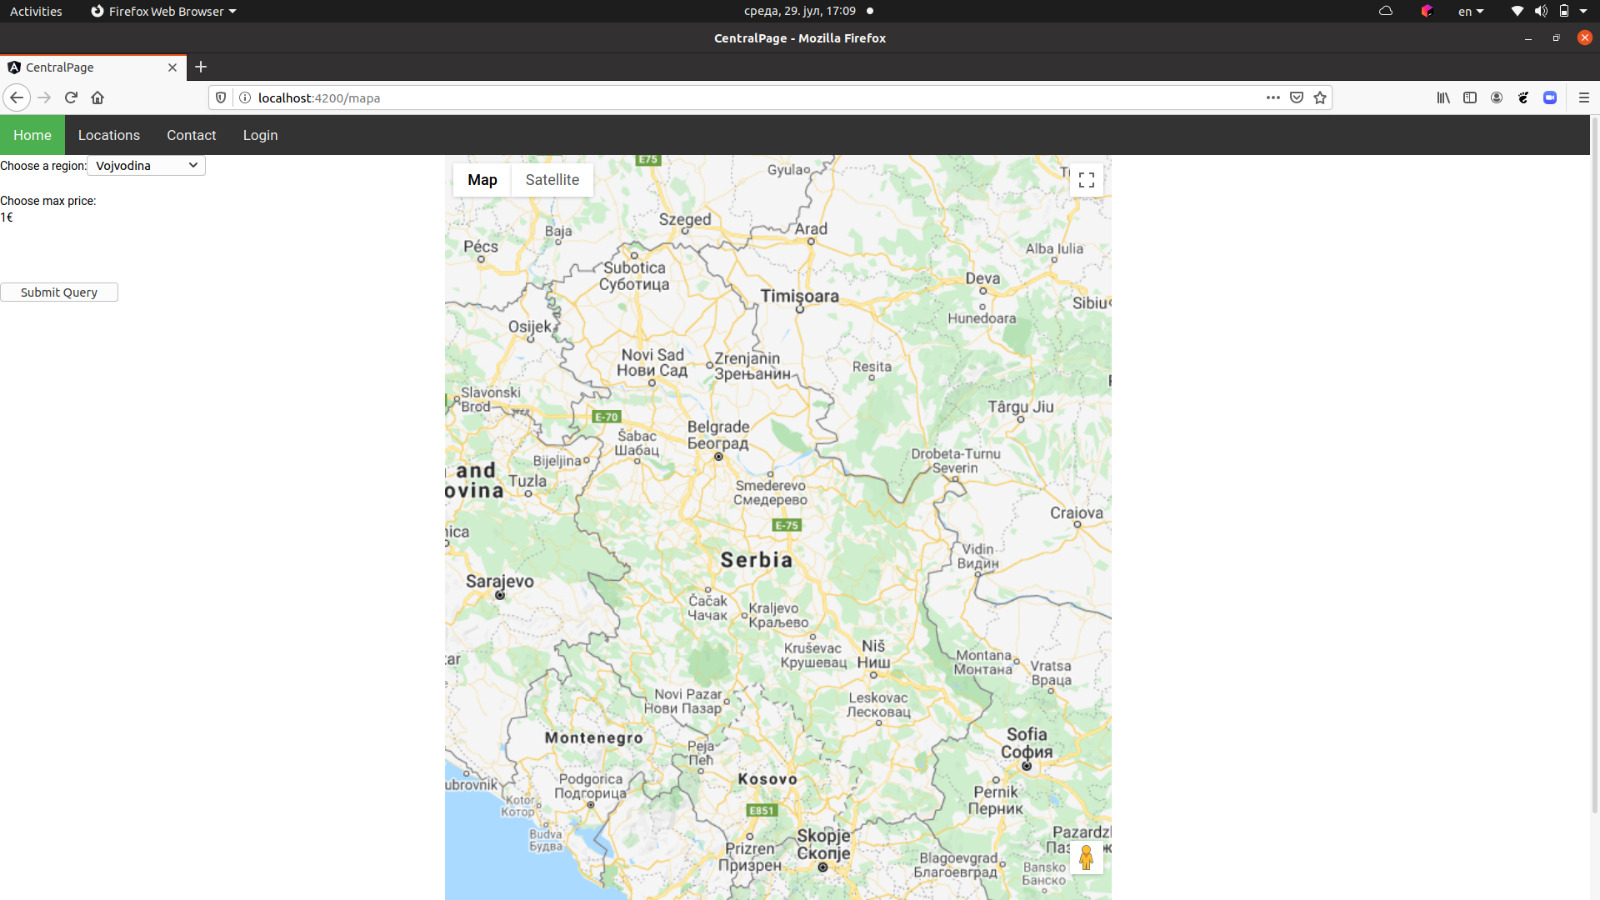 Activities
Firefox Web Browser
среда, 29. јул, 17:09
en
CentralPage - Mozilla Firefox
CentralPage
localhost:4200/mapa
Home
Locations
Contact
Login
Choose a region:
Vojvodina
Choose max price:
1€
Submit Query
Map
Satellite
E75
Gyula
Szeged
Arad
Baja
Pécs
Alba Iulia
Subotica
Суботица
Deva
Timișoara
Sibiu
Hunedoara
Osijek
Novi Sad
Нови Сад
Zrenjanin
Зрењанин
Resita
Slavonski
Brod
Târgu Jiu
E-70
Belgrade
Београд
Šabac
Шабац
Drobeta-Turnu
Severin
Bijeljina
and
ovina
Tuzla
Smederevo
Смедерево
Craiova
E-75
nica
Vidin
Видин
Serbia
Sarajevo
Čačak
Чачак
Kraljevo
Краљево
Kruševac
Крушевац
Niš
Ниш
Montana
Монтана
Vratsa
Враца
tar
Novi Pazar
Нови Пазар
Leskovac
Лесковац
Montenegro
Sofia
София
Peja
Пећ
Kosovo
ubrovnik
Podgorica
Подгорица
Pernik
Перник
Kotor
Котор
E851
Budva
Будва
Skopje
Скопје
Pazardz
Prizren
Призрен
Blagoevgrad
Благоевград
Bansko
Банско